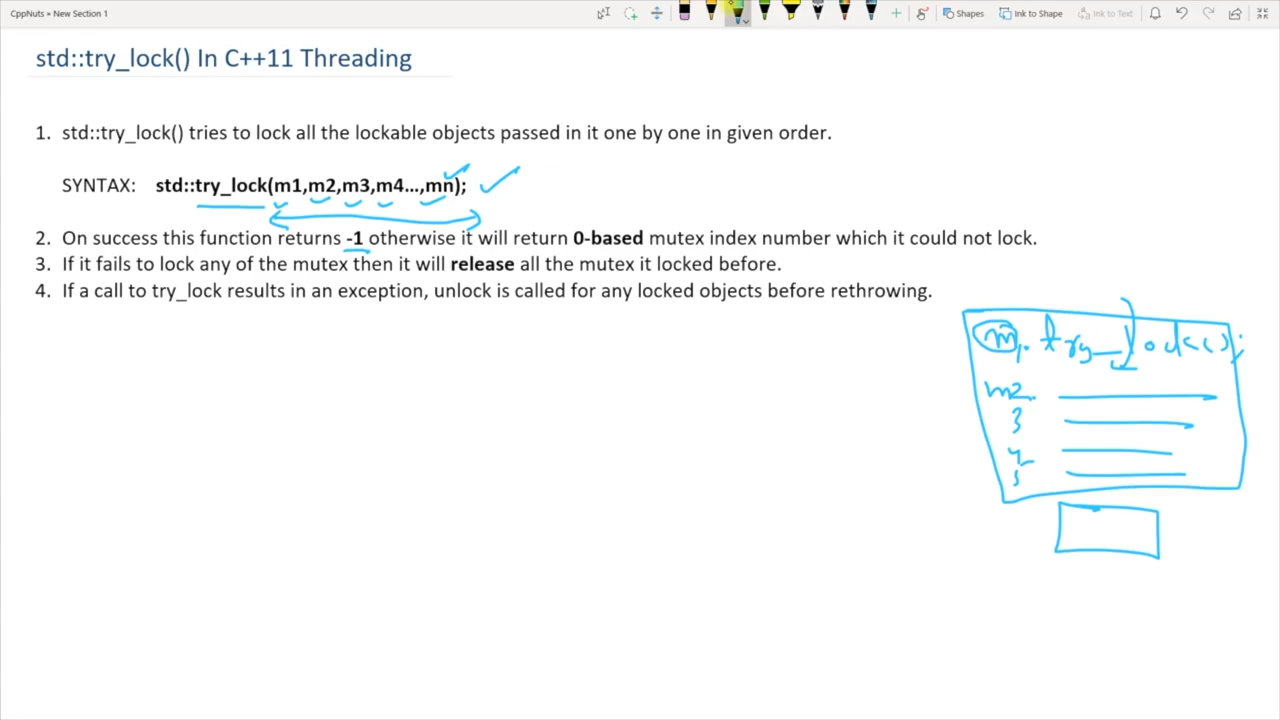 CppNuts » New Section 1
Shapes Ink to Shape Ink to Text
std::try_lock() In C++11 Threading
1. std::try_lock() tries to lock all the lockable objects passed in it one by one in given order.
SYNTAX: std::try_lock(m1,m2,m3,m4...,mn);
2. On success this function returns -1 otherwise it will return 0-based mutex index number which it could not lock.
3. If it fails to lock any of the mutex then it will release all the mutex it locked before.
4. If a call to try_lock results in an exception, unlock is called for any locked objects before rethrowing.
m1. try_lock();
m2.
3
4
5